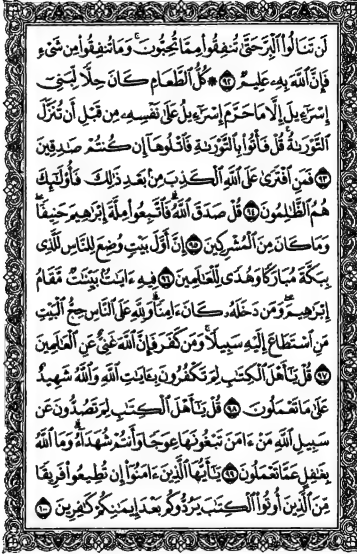 لَن تَنَالُوا۟ ٱلْبِرَّ حَتَّىٰ تُنفِقُوا۟ مِمَّا تُحِبُّونَ ۚ وَمَا تُنفِقُوا۟ مِن شَىْءٍ
فَإِنَّ ٱللَّهَ بِهِۦ عَلِيمٌ ٩٢ ۞ كُلُّ ٱلطَّعَامِ كَانَ حِلًّا لِّبَنِىٓ
إِسْرَٰٓءِيلَ إِلَّا مَا حَرَّمَ إِسْرَٰٓءِيلُ عَلَىٰ نَفْسِهِۦ مِن قَبْلِ أَن تُنَزَّلَ
ٱلتَّوْرَىٰةُ ۗ قُلْ فَأْتُوا۟ بِٱلتَّوْرَىٰةِ فَٱتْلُوهَآ إِن كُنتُمْ صَٰدِقِينَ
٩٣ فَمَنِ ٱفْتَرَىٰ عَلَى ٱللَّهِ ٱلْكَذِبَ مِنۢ بَعْدِ ذَٰلِكَ فَأُو۟لَٰٓئِكَ
هُمُ ٱلظَّٰلِمُونَ ٩٤ قُلْ صَدَقَ ٱللَّهُ ۗ فَٱتَّبِعُوا۟ مِلَّةَ إِبْرَٰهِيمَ حَنِيفًا ۖ
وَمَا كَانَ مِنَ ٱلْمُشْرِكِينَ ٩٥ إِنَّ أَوَّلَ بَيْتٍ وُضِعَ لِلنَّاسِ لَلَّذِى
بِبَكَّةَ مُبَارَكًا وَهُدًى لِّلْعَٰلَمِينَ ٩٦ فِيهِ ءَايَٰتٌۢ بَيِّنَٰتٌ مَّقَامُ
إِبْرَٰهِيمَ ۖ وَمَن دَخَلَهُۥ كَانَ ءَامِنًا ۗ وَلِلَّهِ عَلَى ٱلنَّاسِ حِجُّ ٱلْبَيْتِ
مَنِ ٱسْتَطَاعَ إِلَيْهِ سَبِيلًا ۚ وَمَن كَفَرَ فَإِنَّ ٱللَّهَ غَنِىٌّ عَنِ ٱلْعَٰلَمِينَ
٩٧ قُلْ يَٰٓأَهْلَ ٱلْكِتَٰبِ لِمَ تَكْفُرُونَ بِـَٔايَٰتِ ٱللَّهِ وَٱللَّهُ شَهِيدٌ
عَلَىٰ مَا تَعْمَلُونَ ٩٨ قُلْ يَٰٓأَهْلَ ٱلْكِتَٰبِ لِمَ تَصُدُّونَ عَن
سَبِيلِ ٱللَّهِ مَنْ ءَامَنَ تَبْغُونَهَا عِوَجًا وَأَنتُمْ شُهَدَآءُ ۗ وَمَا ٱللَّهُ
بِغَٰفِلٍ عَمَّا تَعْمَلُونَ ٩٩ يَٰٓأَيُّهَا ٱلَّذِينَ ءَامَنُوٓا۟ إِن تُطِيعُوا۟ فَرِيقًا
مِّنَ ٱلَّذِينَ أُوتُوا۟ ٱلْكِتَٰبَ يَرُدُّوكُم بَعْدَ إِيمَٰنِكُمْ كَٰفِرِينَ ١٠٠